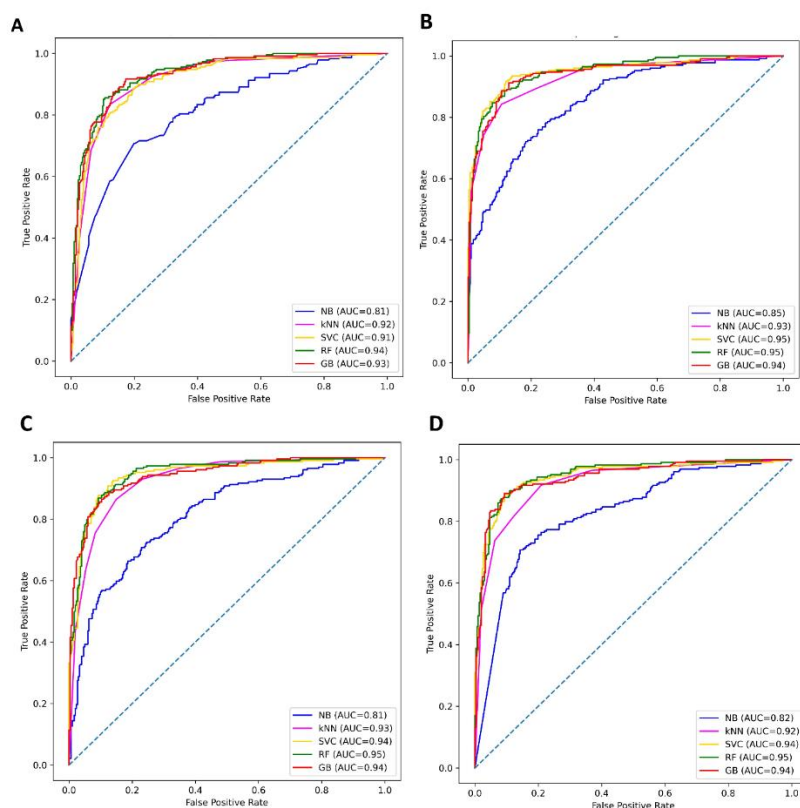 A
1.0
0.8
0.6
0.4
0.2
0.0
True Positive Rate
0.0 0.2 0.4 0.6 0.8 1.0
False Positive Rate
NB (AUC=0.81)
kNN (AUC=0.92)
SVC (AUC=0.91)
RF (AUC=0.94)
GB (AUC=0.93)
B
1.0
0.8
0.6
0.4
0.2
0.0
True Positive Rate
0.0 0.2 0.4 0.6 0.8 1.0
False Positive Rate
NB (AUC=0.85)
kNN (AUC=0.93)
SVC (AUC=0.95)
RF (AUC=0.95)
GB (AUC=0.94)
C
1.0
0.8
0.6
0.4
0.2
0.0
True Positive Rate
0.0 0.2 0.4 0.6 0.8 1.0
False Positive Rate
NB (AUC=0.81)
kNN (AUC=0.93)
SVC (AUC=0.94)
RF (AUC=0.95)
GB (AUC=0.94)
D
1.0
0.8
0.6
0.4
0.2
0.0
True Positive Rate
0.0 0.2 0.4 0.6 0.8 1.0
False Positive Rate
NB (AUC=0.82)
kNN (AUC=0.92)
SVC (AUC=0.94)
RF (AUC=0.95)
GB (AUC=0.94)